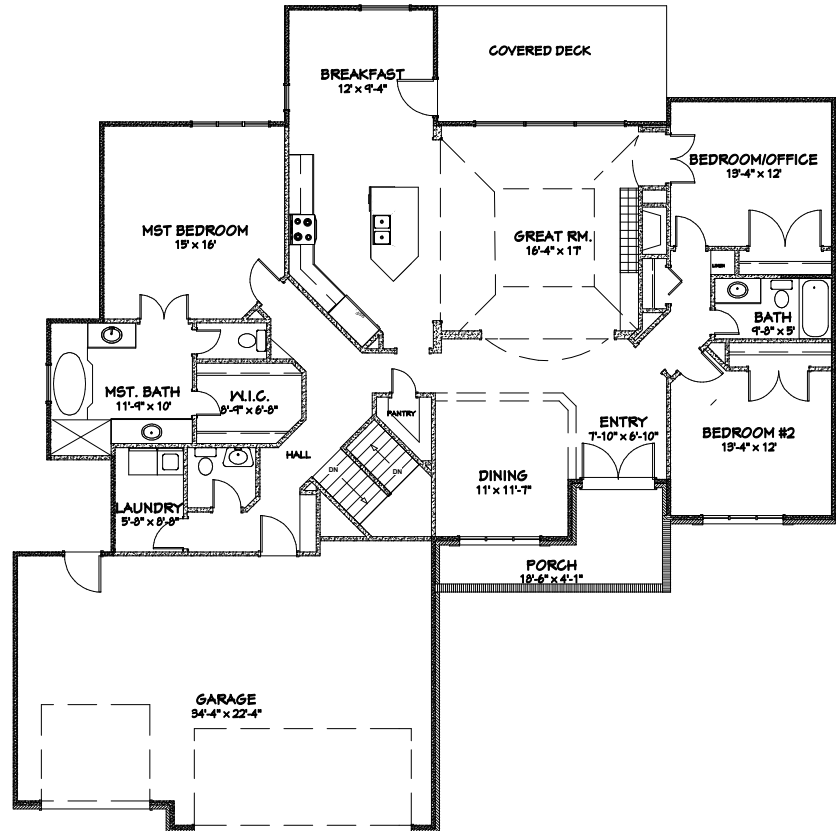 COVERED DECK
BREAKFAST
12' x 9'-4"
BEDROOM/OFFICE
13'-4" x 12'
MST BEDROOM
15' x 16'
GREAT RM.
16'-4" x 17'
LINEN
BATH
9'-8" x 5'
MST. BATH
11'-9" x 10'
W.I.C.
8'-9" x 6'-8"
PANTRY
ENTRY
7'-10" x 6'-10"
BEDROOM #2
13'-4" x 12'
HALL
DN
DN
DINING
11' x 11'-7"
LAUNDRY
5'-8" x 8'-8"
PORCH
18'-6" x 4'-1"
GARAGE
34'-4" x 22'-4"